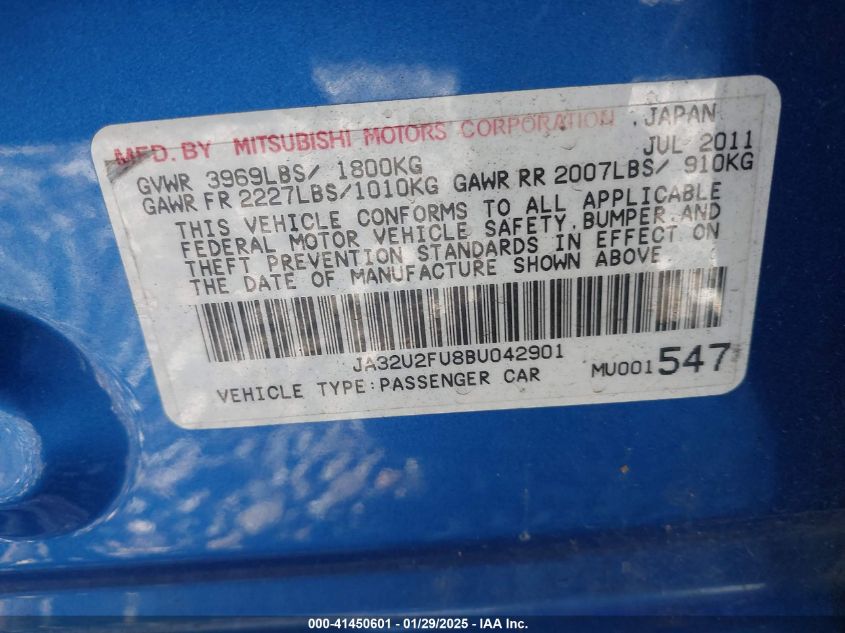 MFD. BY MITSUBISHI MOTORS CORPORATION . JAPAN
JUL 2011
GVWR 3969LBS/ 1800KG
GAWR FR 2227LBS/1010KG GAWR RR 2007LBS/ 910KG
THIS VEHICLE CONFORMS TO ALL APPLICABLE
FEDERAL MOTOR VEHICLE SAFETY, BUMPER, AND
THEFT PREVENTION STANDARDS IN EFFECT ON
THE DATE OF MANUFACTURE SHOWN ABOVE.
JA32U2FU8BU042901
VEHICLE TYPE:PASSENGER CAR MU001547
000-41450601 | 01/29/2025 | IAA Inc.